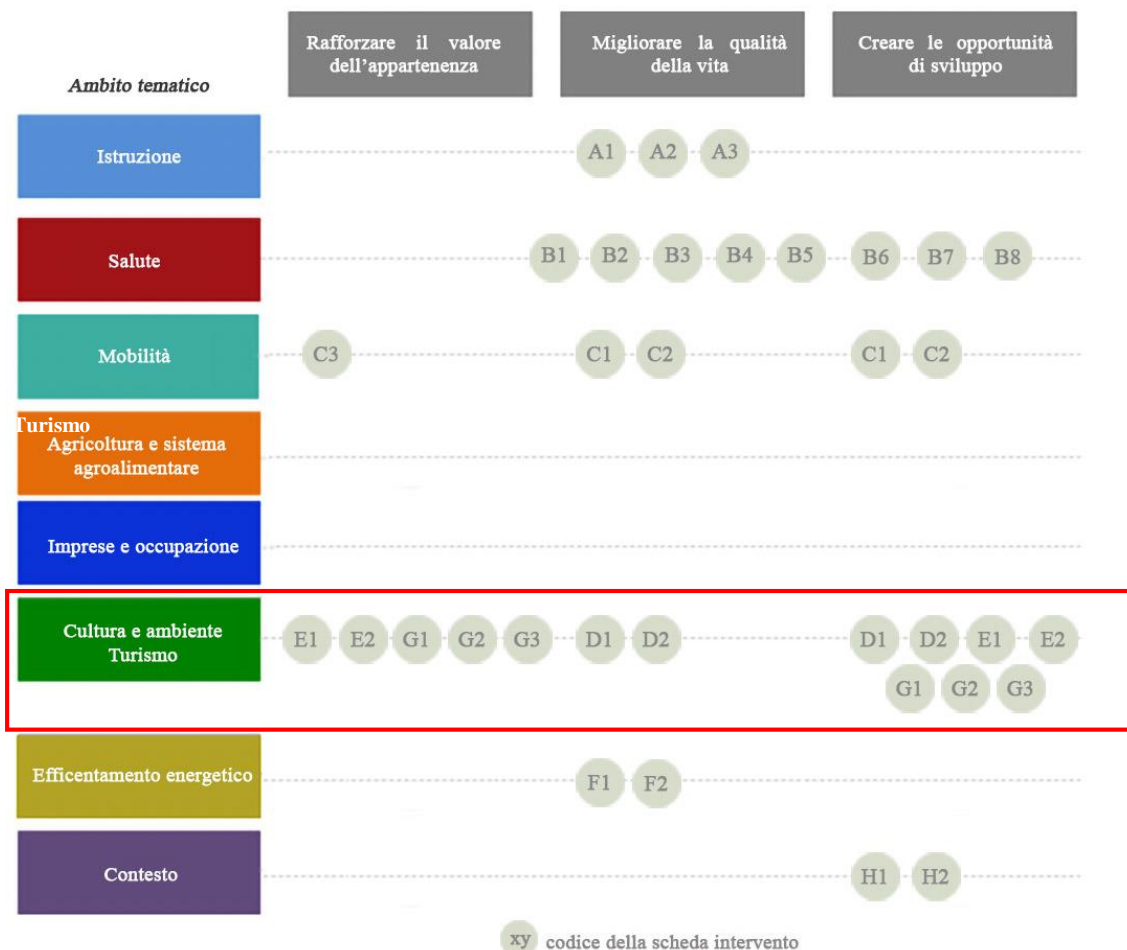 Rafforzare il valore
dell'appartenenza
Migliorare la qualità
della vita
Creare le opportunità
di sviluppo
Ambito tematico
Istruzione
A1 A2 A3
Salute
B1 B2 B3 B4 B5 B6 B7 B8
Mobilità
C3 C1 C2 C1 C2
Turismo
Agricoltura e sistema
agroalimentare
Imprese e occupazione
Cultura e ambiente
Turismo
E1 E2 G1 G2 G3 D1 D2 D1 D2 E1 E2
G1 G2 G3
Efficentamento energetico
F1 F2
Contesto
H1 H2
xy codice della scheda intervento